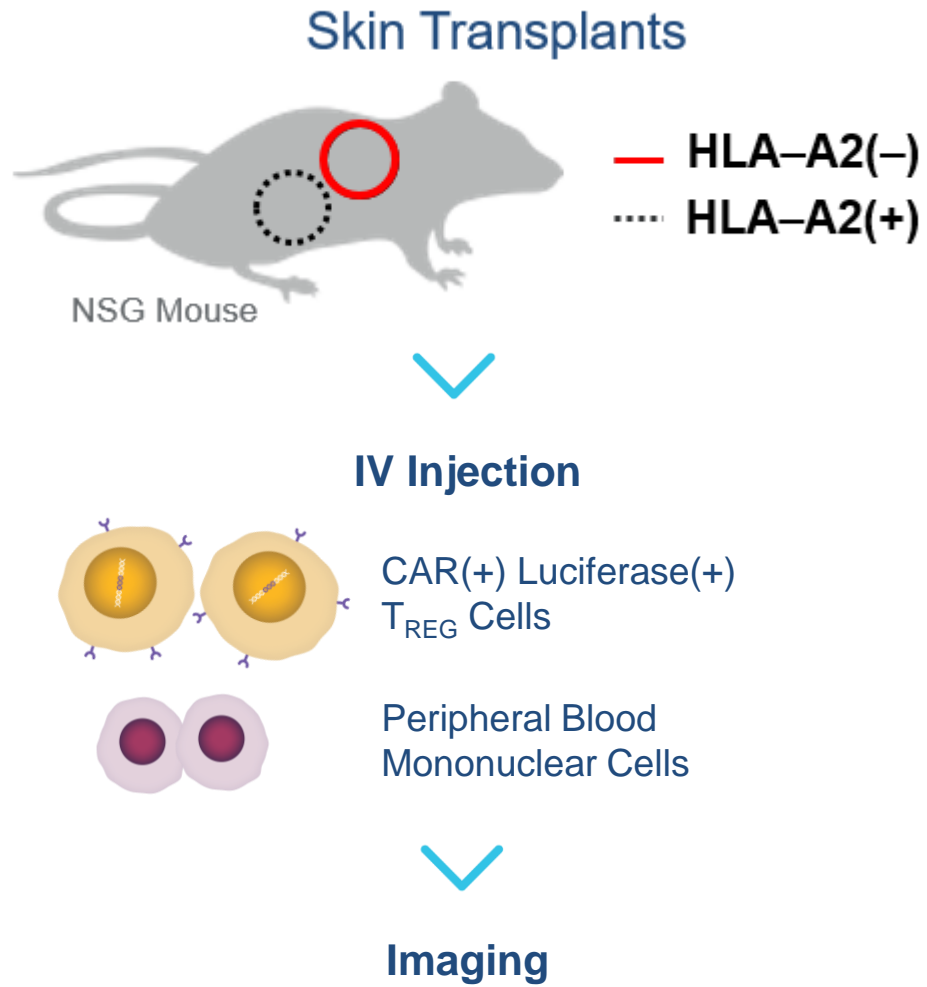 Skin Transplants
HLA–A2(–)
HLA–A2(+)
NSG Mouse
IV Injection
CAR(+) Luciferase(+)
TREG Cells
Peripheral Blood
Mononuclear Cells
Imaging